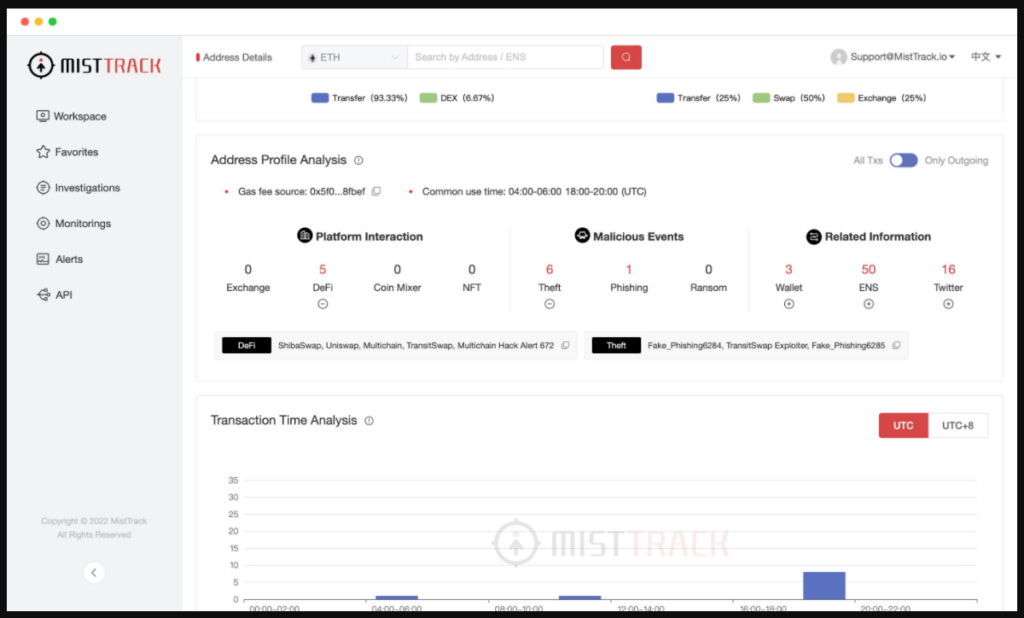 MISTTRACK
Address Details
ETH
Search by Address / ENS
Support@MistTrack.io
中文
Workspace
Favorites
Investigations
Monitorings
Alerts
API
Copyright © 2022 MistTrack
All Rights Reserved
Transfer (93.33%) DEX (6.67%)
Transfer (25%) Swap (50%) Exchange (25%)
Address Profile Analysis
All Txs Only Outgoing
Gas fee source: 0x5f0...8fbef
Common use time: 04:00-06:00 18:00-20:00 (UTC)
Platform Interaction
0 5 0 0
Exchange DeFi Coin Mixer NFT
Malicious Events
6 1 0
Theft Phishing Ransom
Related Information
3 50 16
Wallet ENS Twitter
DeFi ShibaSwap, Uniswap, Multichain, TransitSwap, Multichain Hack Alert 672
Theft Fake_Phishing6284, TransitSwap Exploiter, Fake_Phishing6285
Transaction Time Analysis
UTC UTC+8
35
30
25
20
15
10
5
0
MISTTRACK
00:00-02:00 04:00-06:00 08:00-10:00 12:00-14:00 16:00-18:00 20:00-22:00